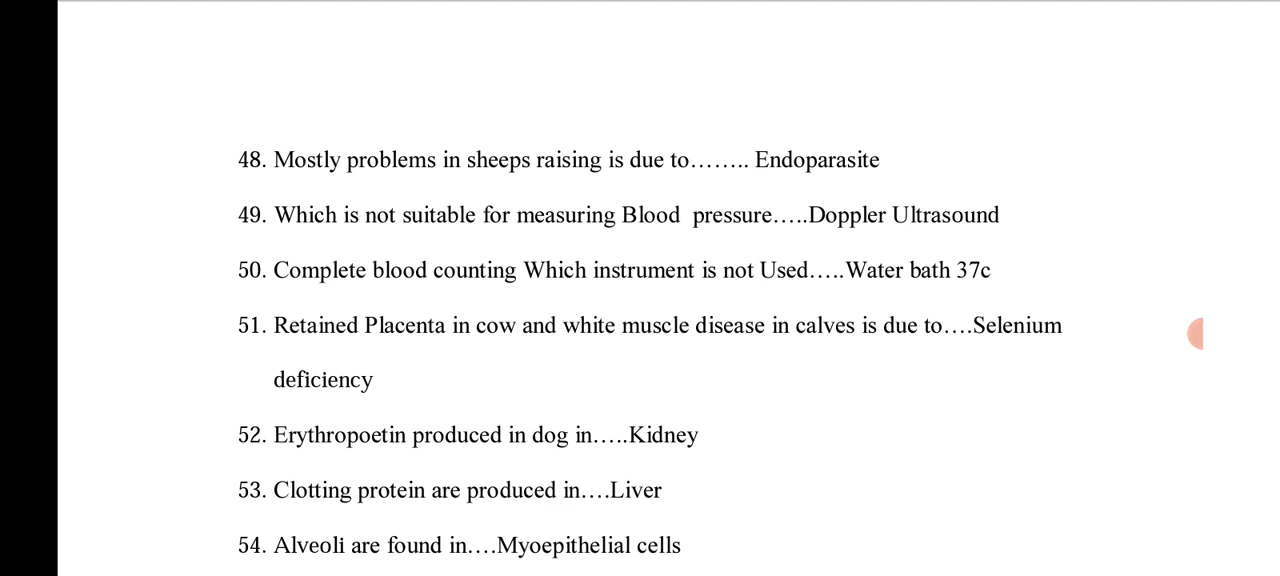 48. Mostly problems in sheeps raising is due to…….. Endoparasite
49. Which is not suitable for measuring Blood  pressure…..Doppler Ultrasound
50. Complete blood counting Which instrument is not Used…..Water bath 37c
51. Retained Placenta in cow and white muscle disease in calves is due to….Selenium
deficiency
52. Erythropoetin produced in dog in…..Kidney
53. Clotting protein are produced in….Liver
54. Alveoli are found in….Myoepithelial cells